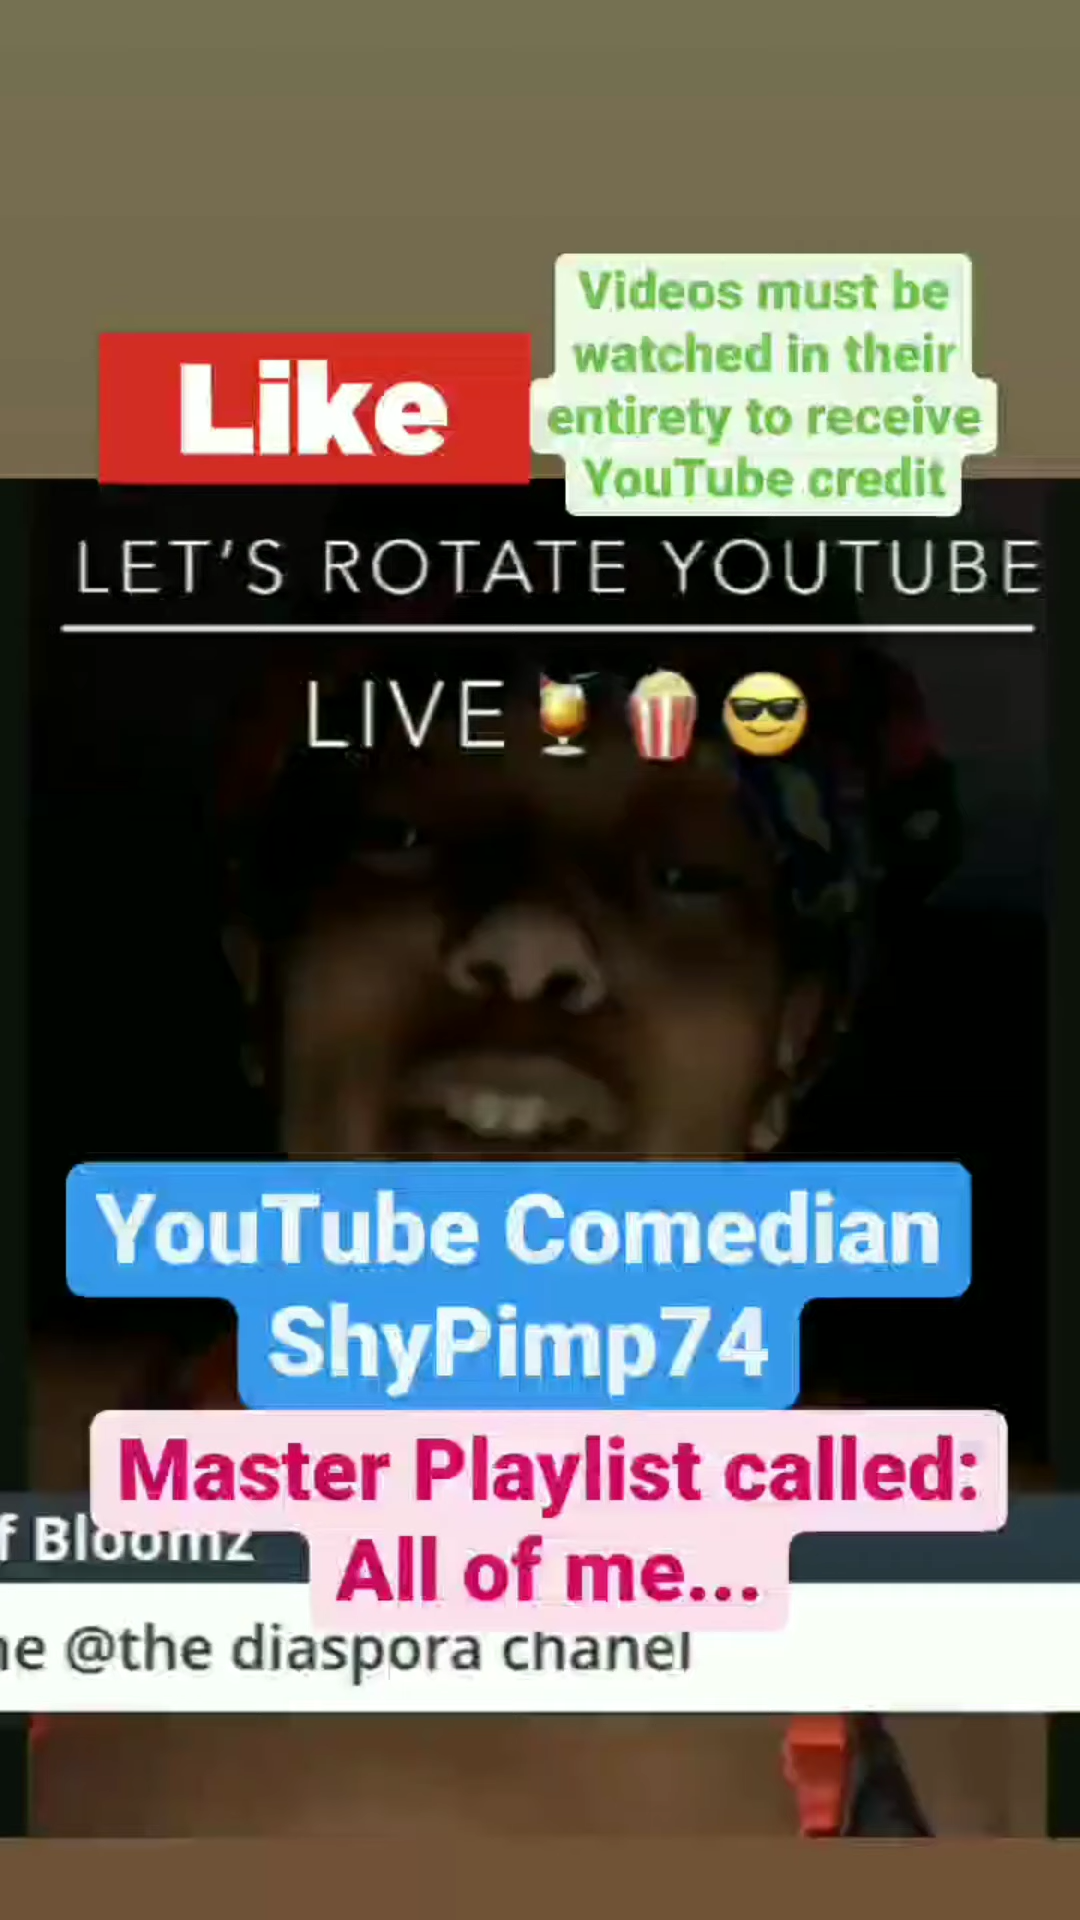 Videos must be
watched in their
entirety to receive
YouTube credit
Like
LET'S ROTATE YOUTUBE
LIVE🍹🍿😎
YouTube Comedian
ShyPimp74
Master Playlist called:
All of me...
f Bloomz
@the diaspora chanel